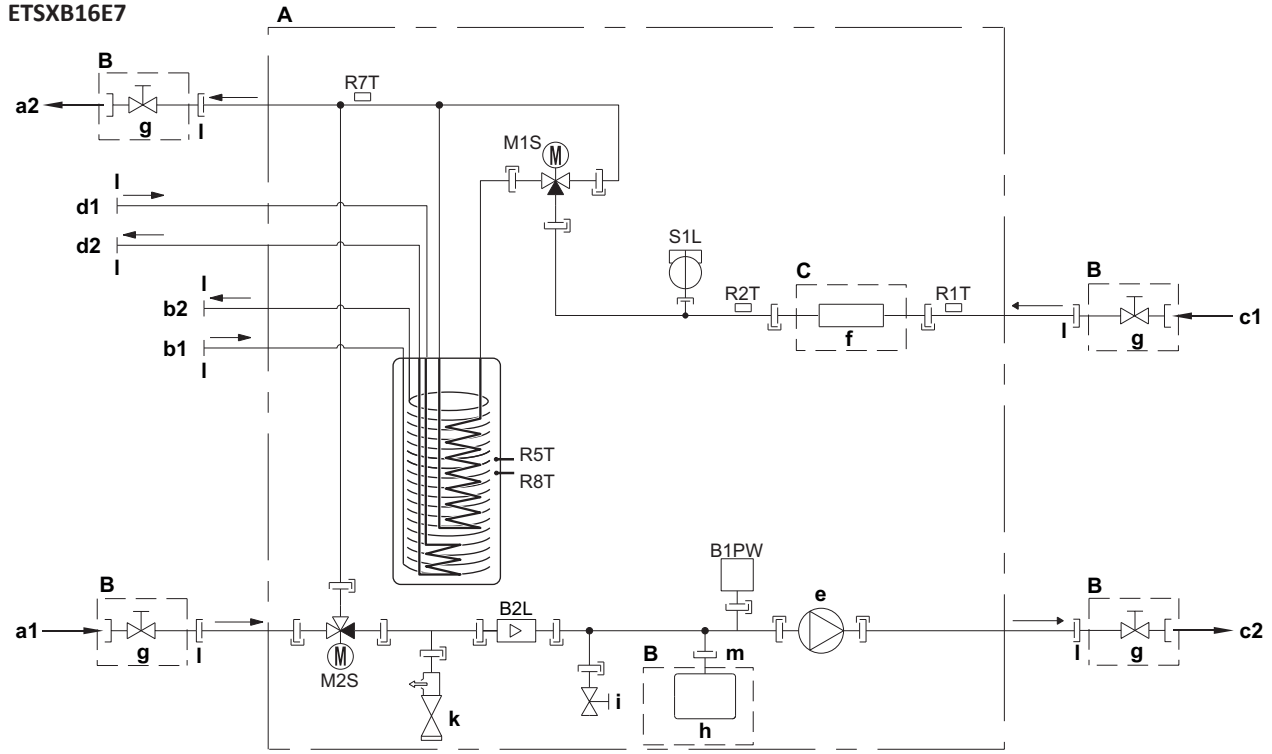 ETSXB16E7
A
B
R7T
a2
g
l
M1S
M
l
d1
S1L
d2
C
B
l
l
R2T
R1T
b2
c1
l
g
b1
f
l
R5T
R8T
B1PW
B
e
B
B2L
a1
c2
g
l
M
l
g
M2S
B
m
i
k
h